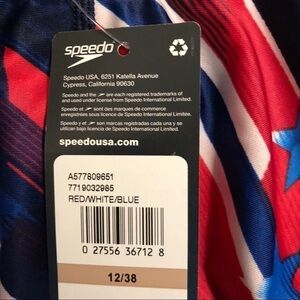 speedo
Speedo USA, 6251 Katella Avenue
Cypress, California 90630
Speedo and the are each registered trademarks of
and used under license from Speedo International Limited.
Speedo et sont des marques de commerce
enregistrées sous licence de Speedo International Limited.
Speedo y el son marcas registradas cada una y se
utilizan bajo licencia de Speedo International Limited.
speedousa.com
A577809651
7719032985
RED/WHITE/BLUE
0 27556 36712 8
12/38